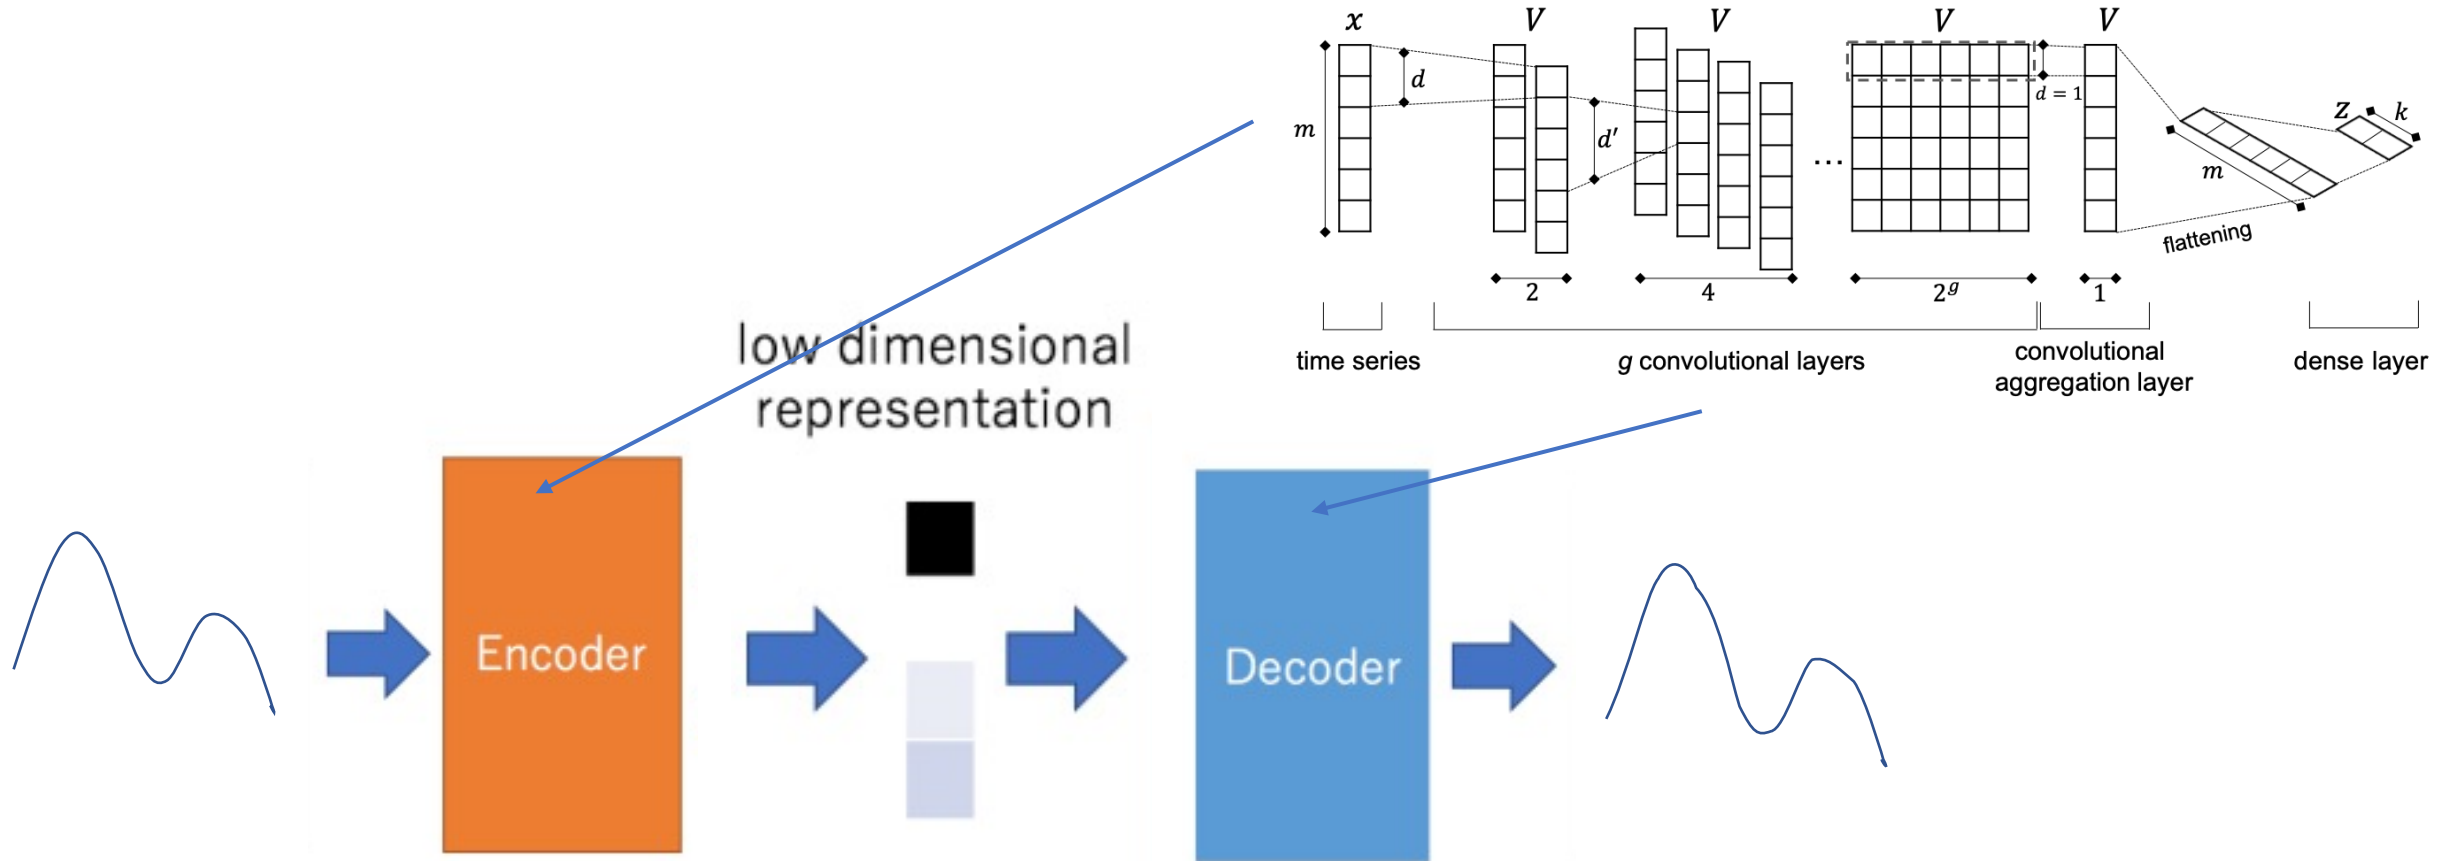 x
V
V
V
V
d
m
d′
...
d = 1
z
k
m
flattening
2
4
2^g
1
time series
g convolutional layers
convolutional
aggregation layer
dense layer
low dimensional
representation
Encoder
Decoder